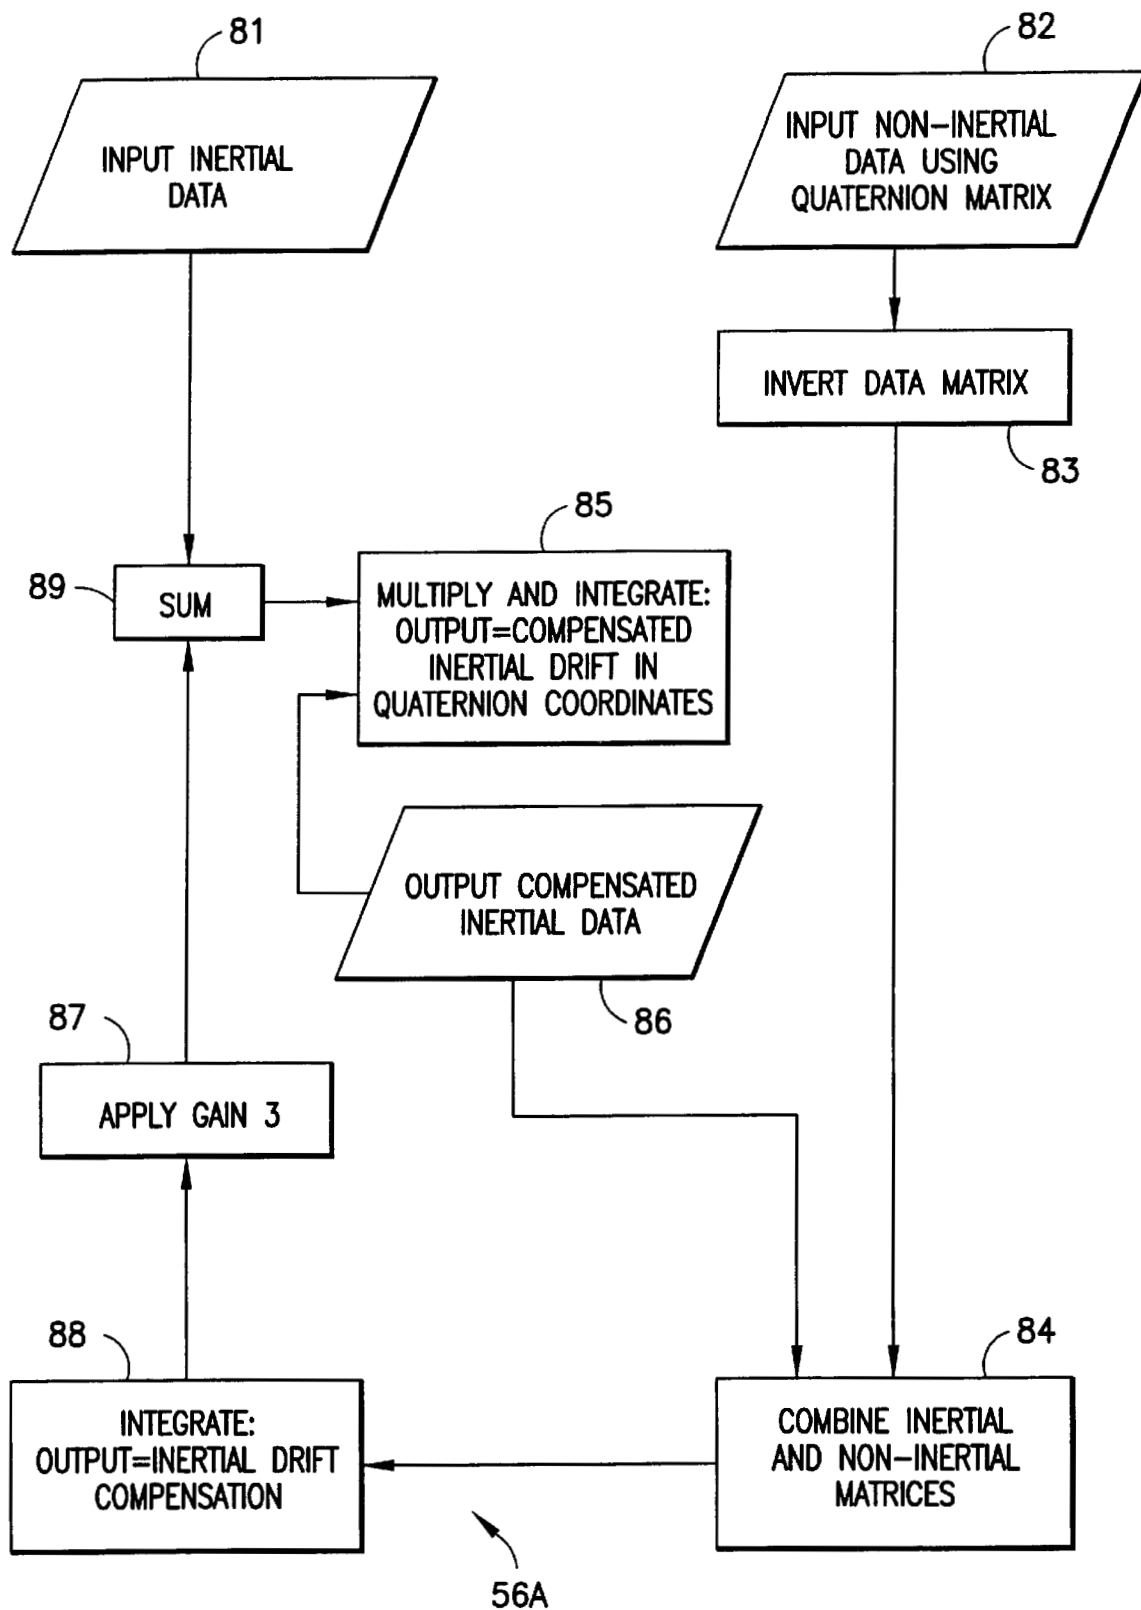 81
82
INPUT INERTIAL
DATA
INPUT NON-INERTIAL
DATA USING
QUATERNION MATRIX
INVERT DATA MATRIX
83
85
89
SUM
MULTIPLY AND INTEGRATE:
OUTPUT=COMPENSATED
INERTIAL DRIFT IN
QUATERNION COORDINATES
OUTPUT COMPENSATED
INERTIAL DATA
86
87
APPLY GAIN 3
88
84
INTEGRATE:
OUTPUT=INERTIAL DRIFT
COMPENSATION
COMBINE INERTIAL
AND NON-INERTIAL
MATRICES
56A